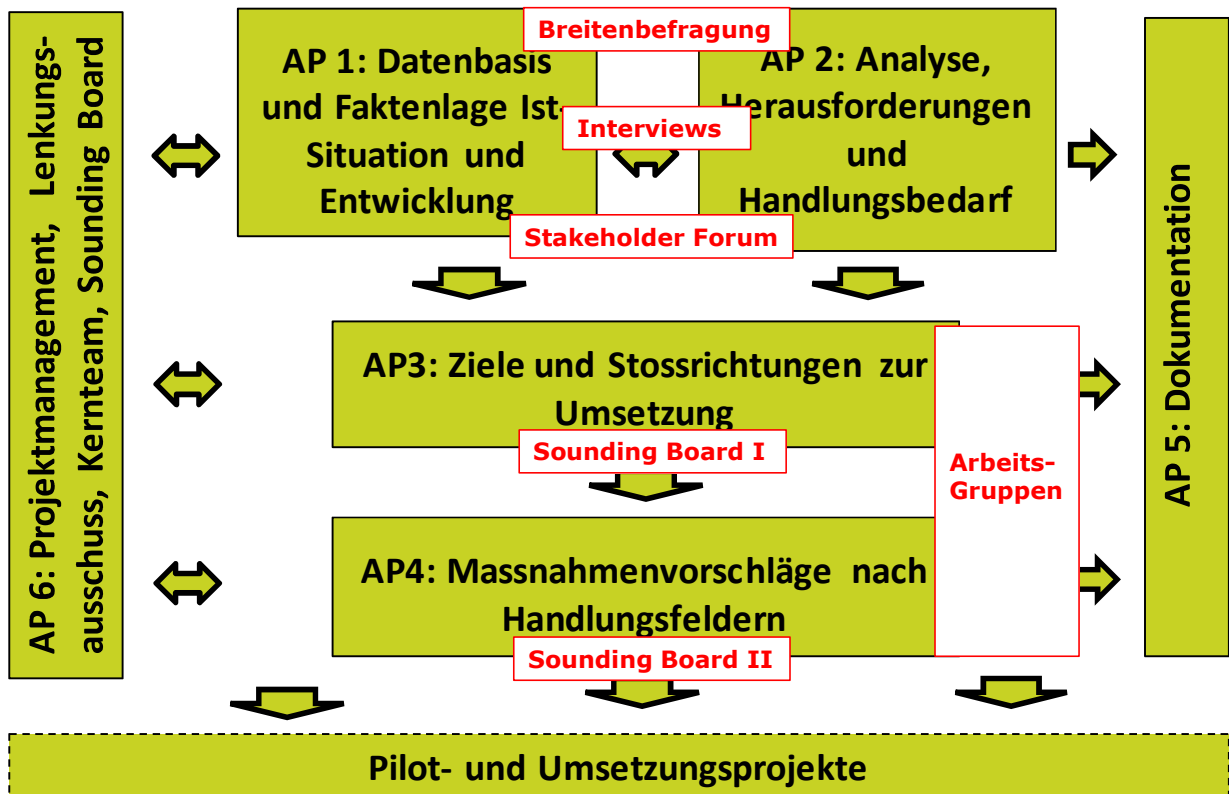 AP 6: Projektmanagement, Lenkungs-
ausschuss, Kernteam, Sounding Board
Breitenbefragung
AP 1: Datenbasis
und Faktenlage Ist-
Situation und
Entwicklung
AP 2: Analyse,
Herausforderungen
und
Handlungsbedarf
Interviews
Stakeholder Forum
AP3: Ziele und Stossrichtungen zur
Umsetzung
Sounding Board I
Arbeits-
Gruppen
AP4: Massnahmenvorschläge nach
Handlungsfeldern
Sounding Board II
AP 5: Dokumentation
Pilot- und Umsetzungsprojekte